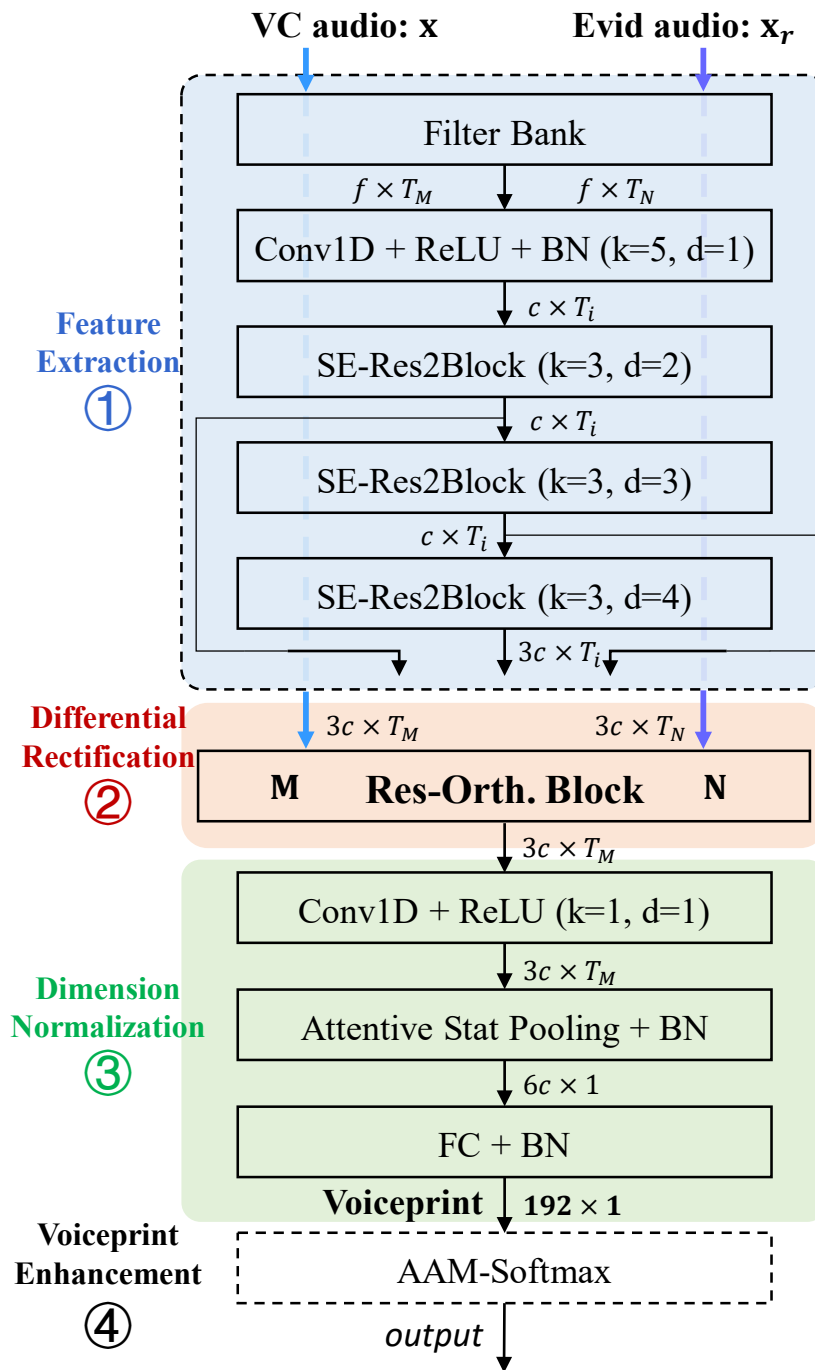 VC audio: x
Evid audio: xᵣ
Filter Bank
f × T_M
f × T_N
Conv1D + ReLU + BN (k=5, d=1)
c × T_i
Feature
Extraction
①
SE-Res2Block (k=3, d=2)
c × T_i
SE-Res2Block (k=3, d=3)
c × T_i
SE-Res2Block (k=3, d=4)
3c × T_i
Differential
Rectification
②
3c × T_M
3c × T_N
M Res-Orth. Block N
3c × T_M
Conv1D + ReLU (k=1, d=1)
3c × T_M
Dimension
Normalization
③
Attentive Stat Pooling + BN
6c × 1
FC + BN
Voiceprint 192 × 1
Voiceprint
Enhancement
④
AAM-Softmax
output